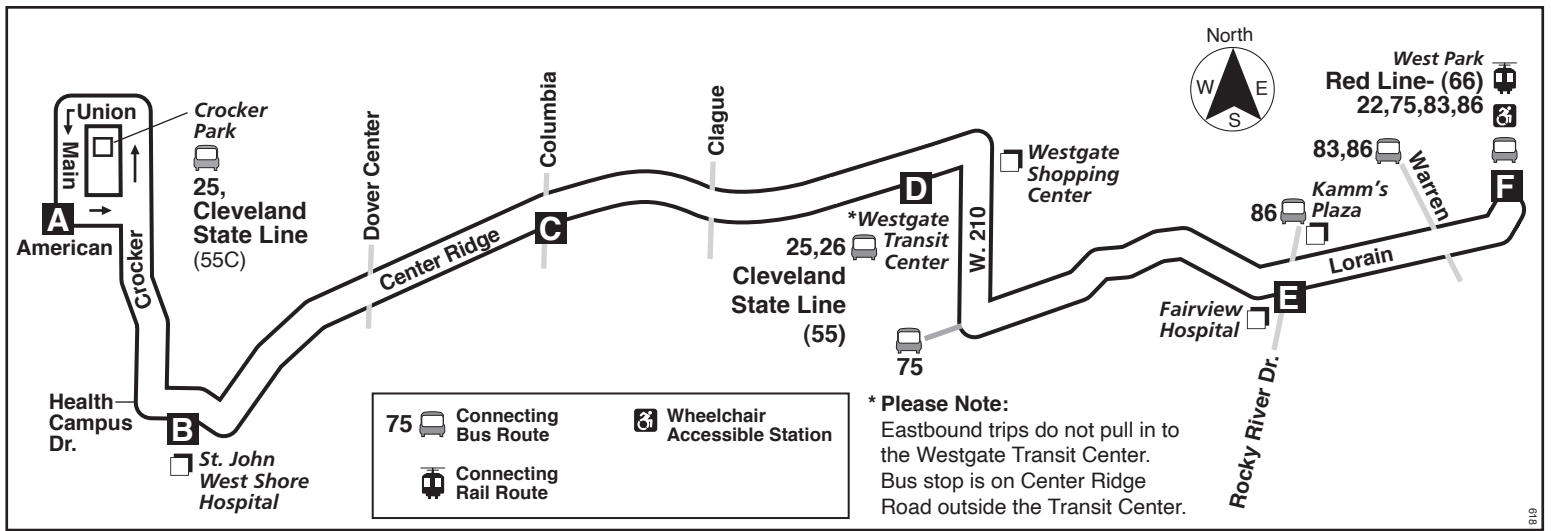 Union
Main
A
American
Crocker
Park
25,
Cleveland
State Line
(55C)
Crocker
Health
Campus
Dr.
B
St. John
West Shore
Hospital
Dover Center
Center Ridge
Columbia
C
Clague
D
*Westgate
Transit
Center
25,26
Cleveland
State Line
(55)
W. 210
Westgate
Shopping
Center
75
North
W
E
S
West Park
Red Line- (66)
22,75,83,86
83,86
Warren
Kamm's
Plaza
86
F
Lorain
E
Fairview
Hospital
Rocky River Dr.
75
Connecting
Bus Route
Wheelchair
Accessible Station
Connecting
Rail Route
* Please Note:
Eastbound trips do not pull in to
the Westgate Transit Center.
Bus stop is on Center Ridge
Road outside the Transit Center.
618